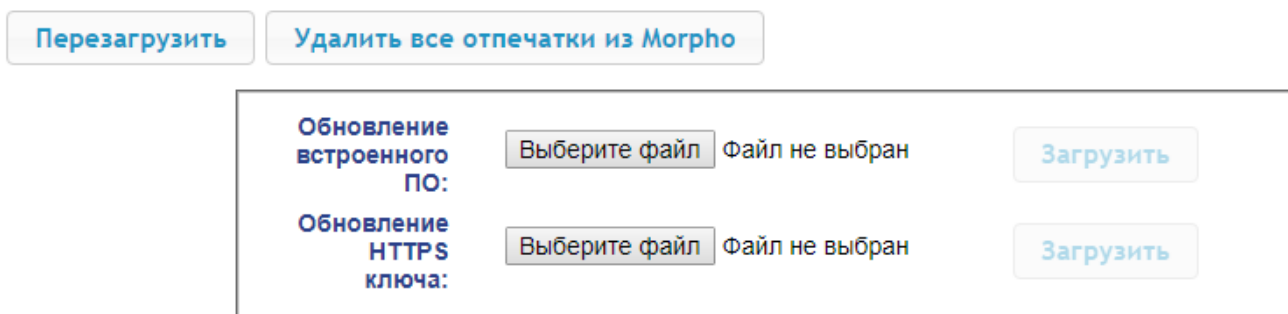 Перезагрузить Удалить все отпечатки из Morpho
Обновление
встроенного
ПО:
Выберите файл Файл не выбран Загрузить
Обновление
HTTPS
ключа:
Выберите файл Файл не выбран Загрузить